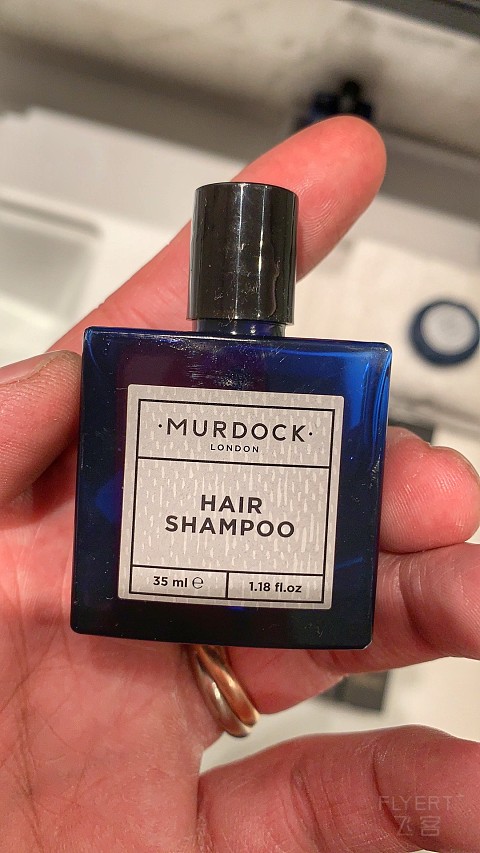 ·MURDOCK·
LONDON
HAIR
SHAMPOO
35 ml ℮
1.18 fl.oz
FLYERT
飞客